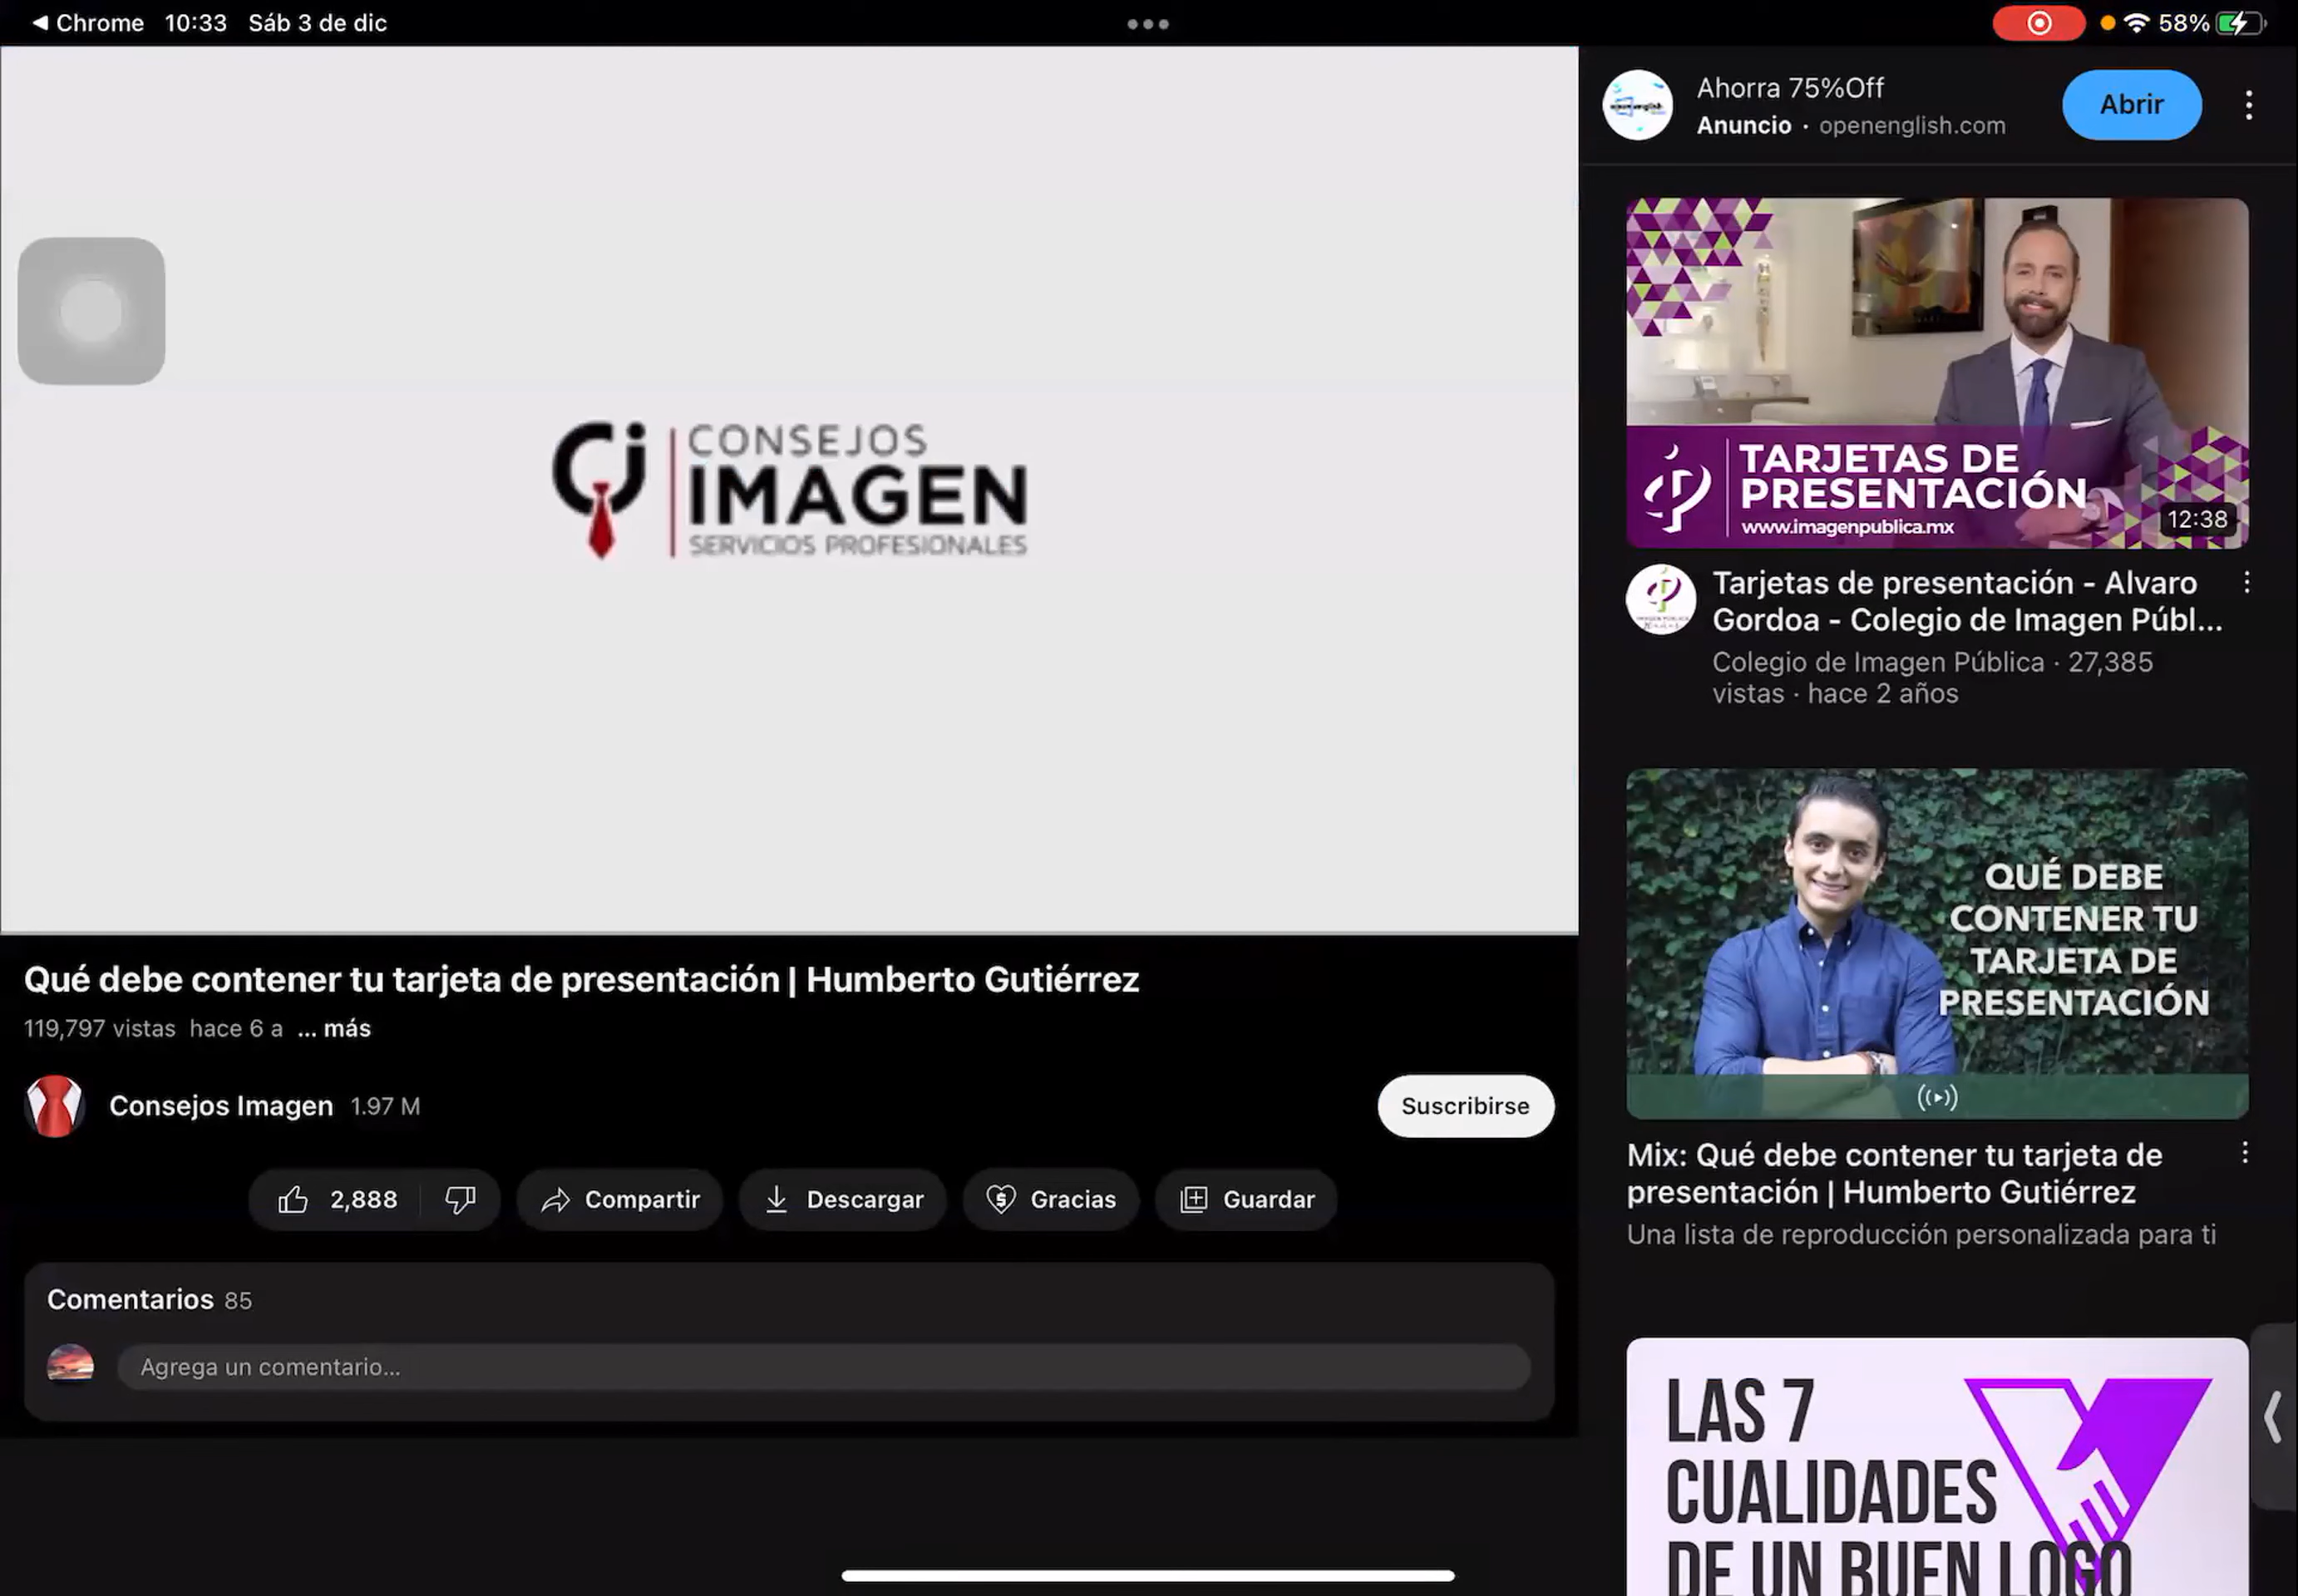 Chrome 10:33 Sáb 3 de dic
58%
CONSEJOS
IMAGEN
SERVICIOS PROFESIONALES
Qué debe contener tu tarjeta de presentación | Humberto Gutiérrez
119,797 vistas hace 6 a ... más
Consejos Imagen 1.97 M
Suscribirse
2,888
Compartir
Descargar
Gracias
Guardar
Comentarios 85
Agrega un comentario...
Ahorra 75%Off
Anuncio · openenglish.com
Abrir
TARJETAS DE
PRESENTACIÓN
www.imagenpublica.mx
12:38
Tarjetas de presentación - Alvaro
Gordoa - Colegio de Imagen Públ...
Colegio de Imagen Pública · 27,385
vistas · hace 2 años
QUÉ DEBE
CONTENER TU
TARJETA DE
PRESENTACIÓN
Mix: Qué debe contener tu tarjeta de
presentación | Humberto Gutiérrez
Una lista de reproducción personalizada para ti
LAS 7
CUALIDADES
DE UN BUEN LOGO